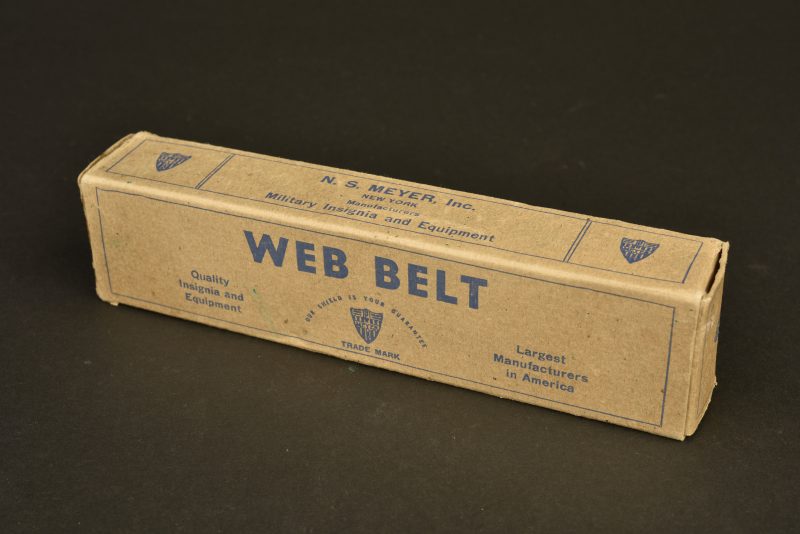 N. S. MEYER, Inc.
NEW YORK
Manufacturers
Military Insignia and Equipment
WEB BELT
Quality
Insignia and
Equipment
OUR SHIELD IS YOUR GUARANTEE
TRADE MARK
Largest
Manufacturers
in America